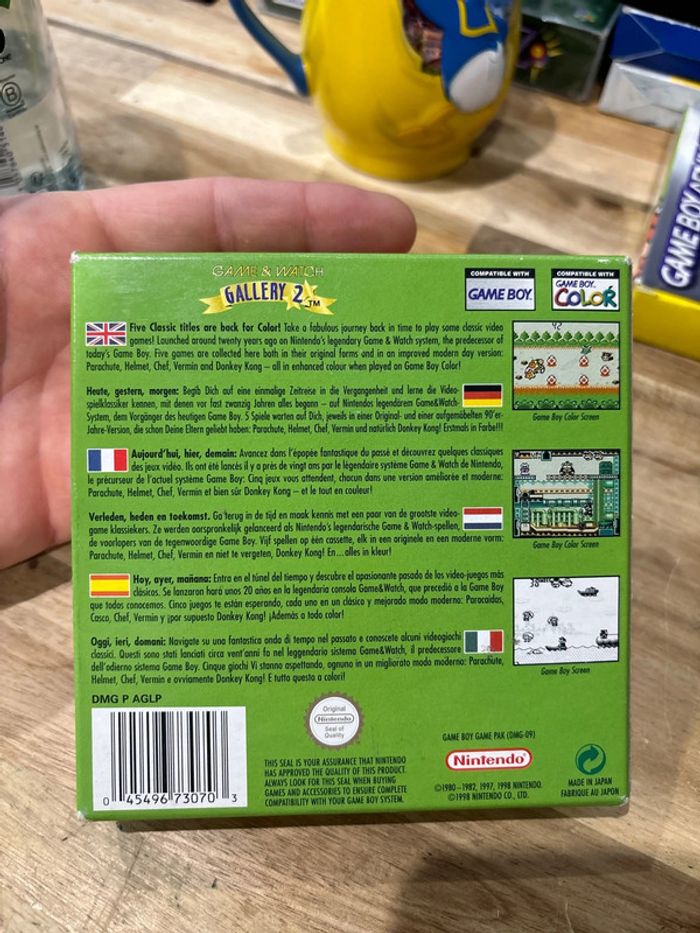 GAME & WATCH
GALLERY 2 TM
COMPATIBLE WITH
GAME BOY
COMPATIBLE WITH
GAME BOY
COLOR
GAME BOY
Five Classic titles are back for Color! Take a fabulous journey back in time to play some classic video
games! Launched around twenty years ago on Nintendo's legendary Game & Watch system, the predecessor of
today's Game Boy. Five games are collected here both in their original forms and in an improved modern day version:
Parachute, Helmet, Chef, Vermin and Donkey Kong – all in enhanced colour when played on Game Boy Color!
Game Boy Color Screen
Heute, gestern, morgen: Begib Dich auf eine einmalige Zeitreise in die Vergangenheit und lerne die Video-
spielklassiker kennen, mit denen vor fast zwanzig Jahren alles begann – auf Nintendos legendärem Game&Watch-
System, dem Vorgänger des heutigen Game Boy. 5 Spiele warten auf Dich, jeweils in einer Original- und einer aufgemöbelten 90'er-
Jahre-Version, die schon Deine Eltern geliebt haben: Parachute, Helmet, Chef, Vermin und natürlich Donkey Kong! Erstmals in Farbe!!!
Aujourd'hui, hier, demain: Avancez dans l'épopée fantastique du passé et découvrez quelques classiques
des jeux vidéo. Ils ont été lancés il y a près de vingt ans par le légendaire système Game & Watch de Nintendo,
le précurseur de l'actuel système Game Boy: Cinq jeux vous attendent, chacun dans une version améliorée et moderne:
Parachute, Helmet, Chef, Vermin et bien sûr Donkey Kong – et le tout en couleur!
Verleden, heden en toekomst. Ga terug in de tijd en maak kennis met een paar van de grootste video-
game klassiekers. Ze werden oorspronkelijk gelanceerd als Nintendo's legendarische Game & Watch-spellen,
de voorlopers van de tegenwoordige Game Boy. Vijf spellen op één cassette, elk in een originele en een moderne vorm:
Parachute, Helmet, Chef, Vermin en niet te vergeten, Donkey Kong! En...alles in kleur!
Game Boy Color Screen
Hoy, ayer, mañana: Entra en el túnel del tiempo y descubre el apasionante pasado de los video-juegos más
clásicos. Se lanzaron hará unos 20 años en la legendaria consola Game&Watch, que precedió a la Game Boy
que todos conocemos. Cinco juegos te están esperando, cada uno en un clásico y mejorado modo moderno: Paracaídas,
Casco, Chef, Vermin y ¡por supuesto Donkey Kong! ¡Además a todo color!
Oggi, ieri, domani: Navigate su una fantastica onda di tempo nel passato e conoscete alcuni videogiochi
classici. Questi sono stati lanciati circa vent'anni fa nel leggendario sistema Game&Watch, il predecessore
dell'odierno sistema Game Boy. Cinque giochi Vi stanno aspettando, ognuno in un migliorato modo moderno: Parachute,
Helmet, Chef, Vermin e ovviamente Donkey Kong! E tutto questo a colori!
Game Boy Screen
DMG P AGLP
0 45496 73070 3
Original
Nintendo
Seal of
Quality
THIS SEAL IS YOUR ASSURANCE THAT NINTENDO
HAS APPROVED THE QUALITY OF THIS PRODUCT.
ALWAYS LOOK FOR THIS SEAL WHEN BUYING
GAMES AND ACCESSORIES TO ENSURE COMPLETE
COMPATIBILITY WITH YOUR GAME BOY SYSTEM.
GAME BOY GAME PAK (DMG-09)
Nintendo
©1980–1982, 1997, 1998 NINTENDO.
©1998 NINTENDO CO., LTD.
MADE IN JAPAN
FABRIQUE AU JAPON